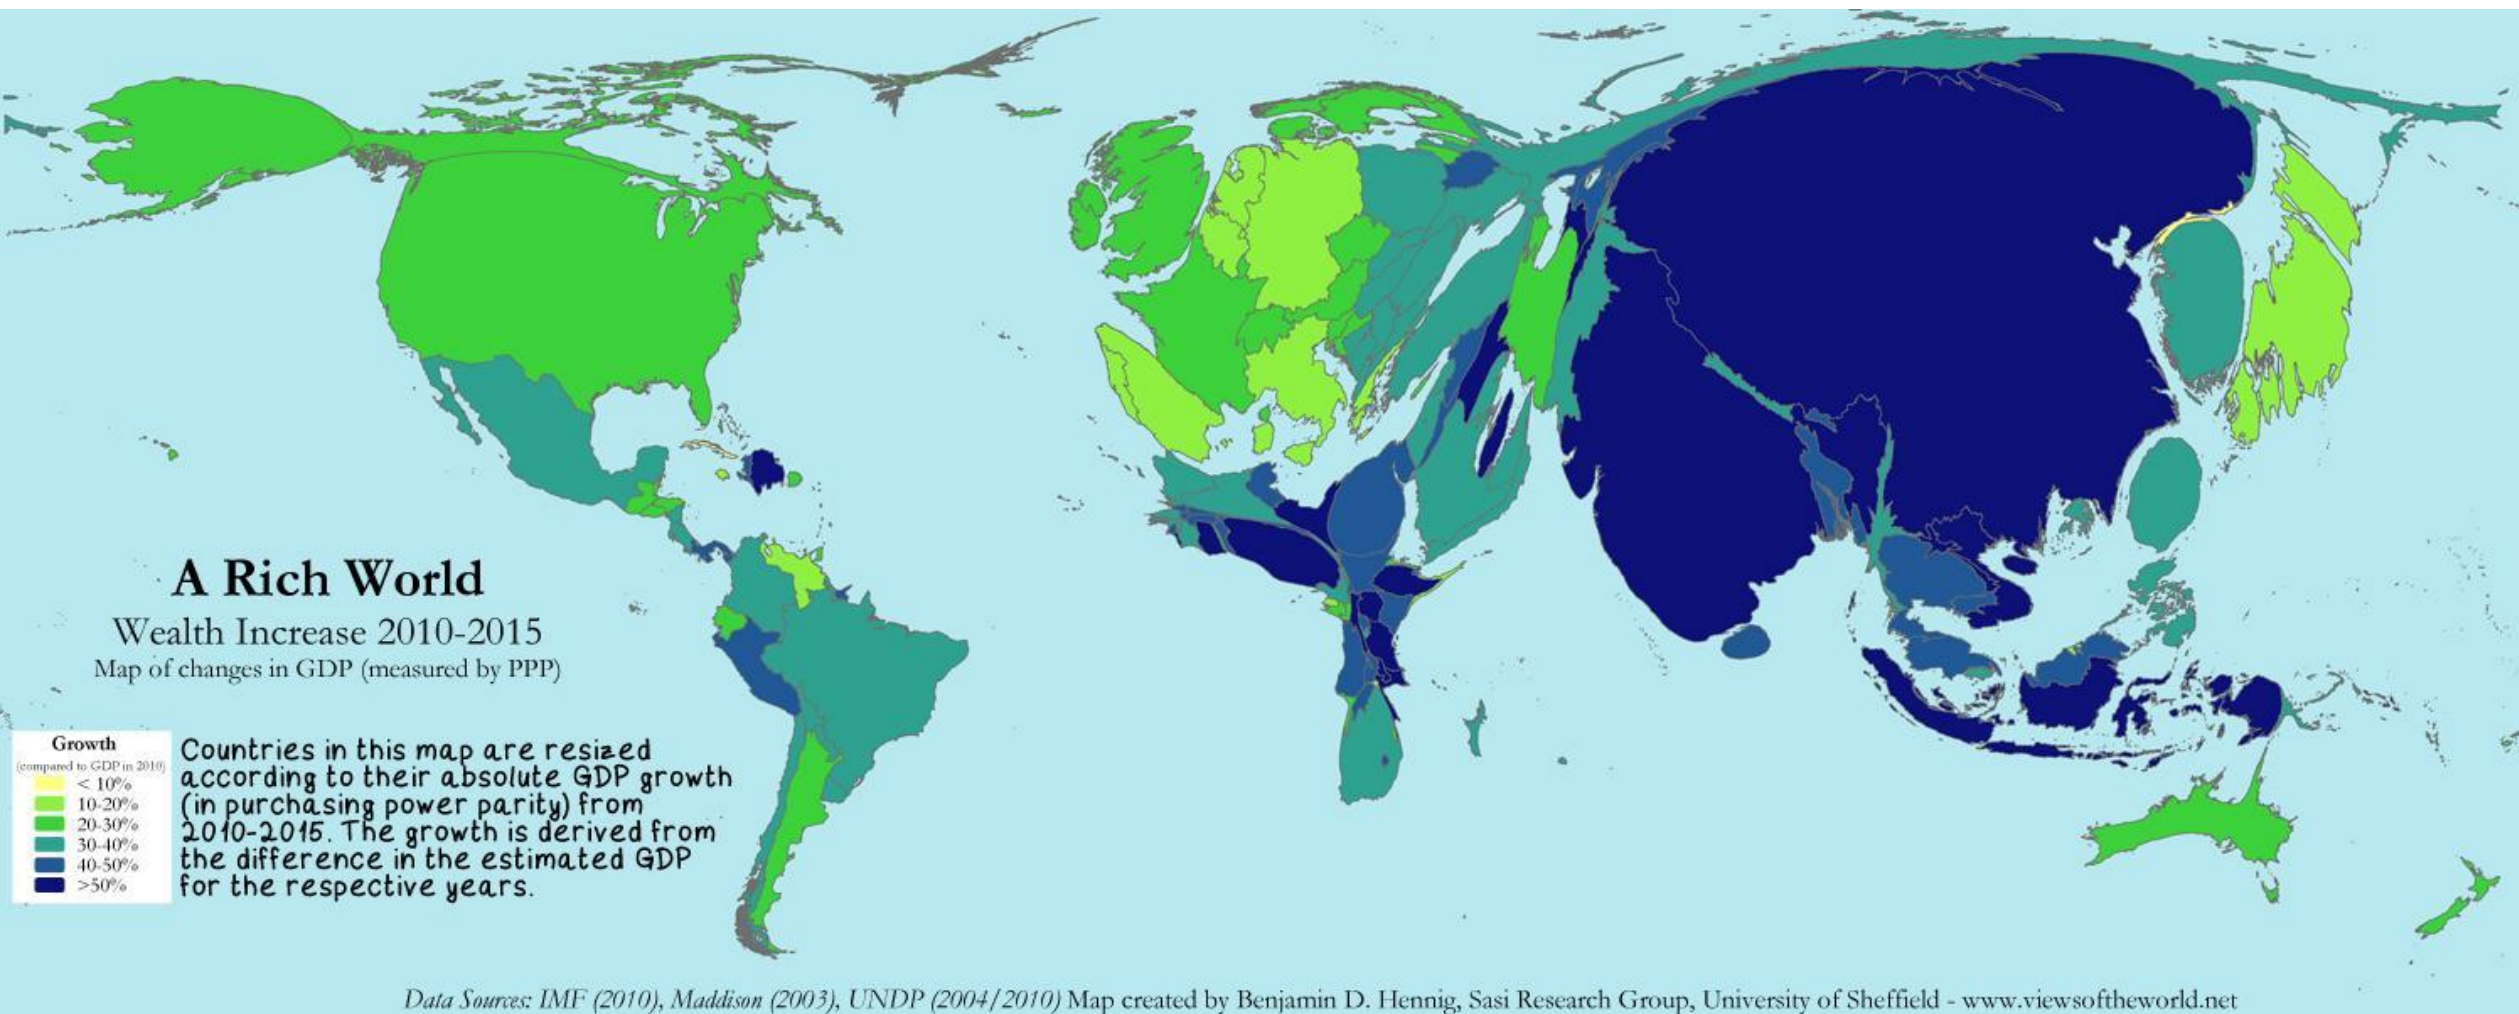 A Rich World
Wealth Increase 2010-2015
Map of changes in GDP (measured by PPP)
Growth
(compared to GDP in 2010)
< 10%
10-20%
20-30%
30-40%
40-50%
>50%
Countries in this map are resized
according to their absolute GDP growth
(in purchasing power parity) from
2010-2015. The growth is derived from
the difference in the estimated GDP
for the respective years.
Data Sources: IMF (2010), Maddison (2003), UNDP (2004/2010) Map created by Benjamin D. Hennig, Sasi Research Group, University of Sheffield - www.viewsoftheworld.net